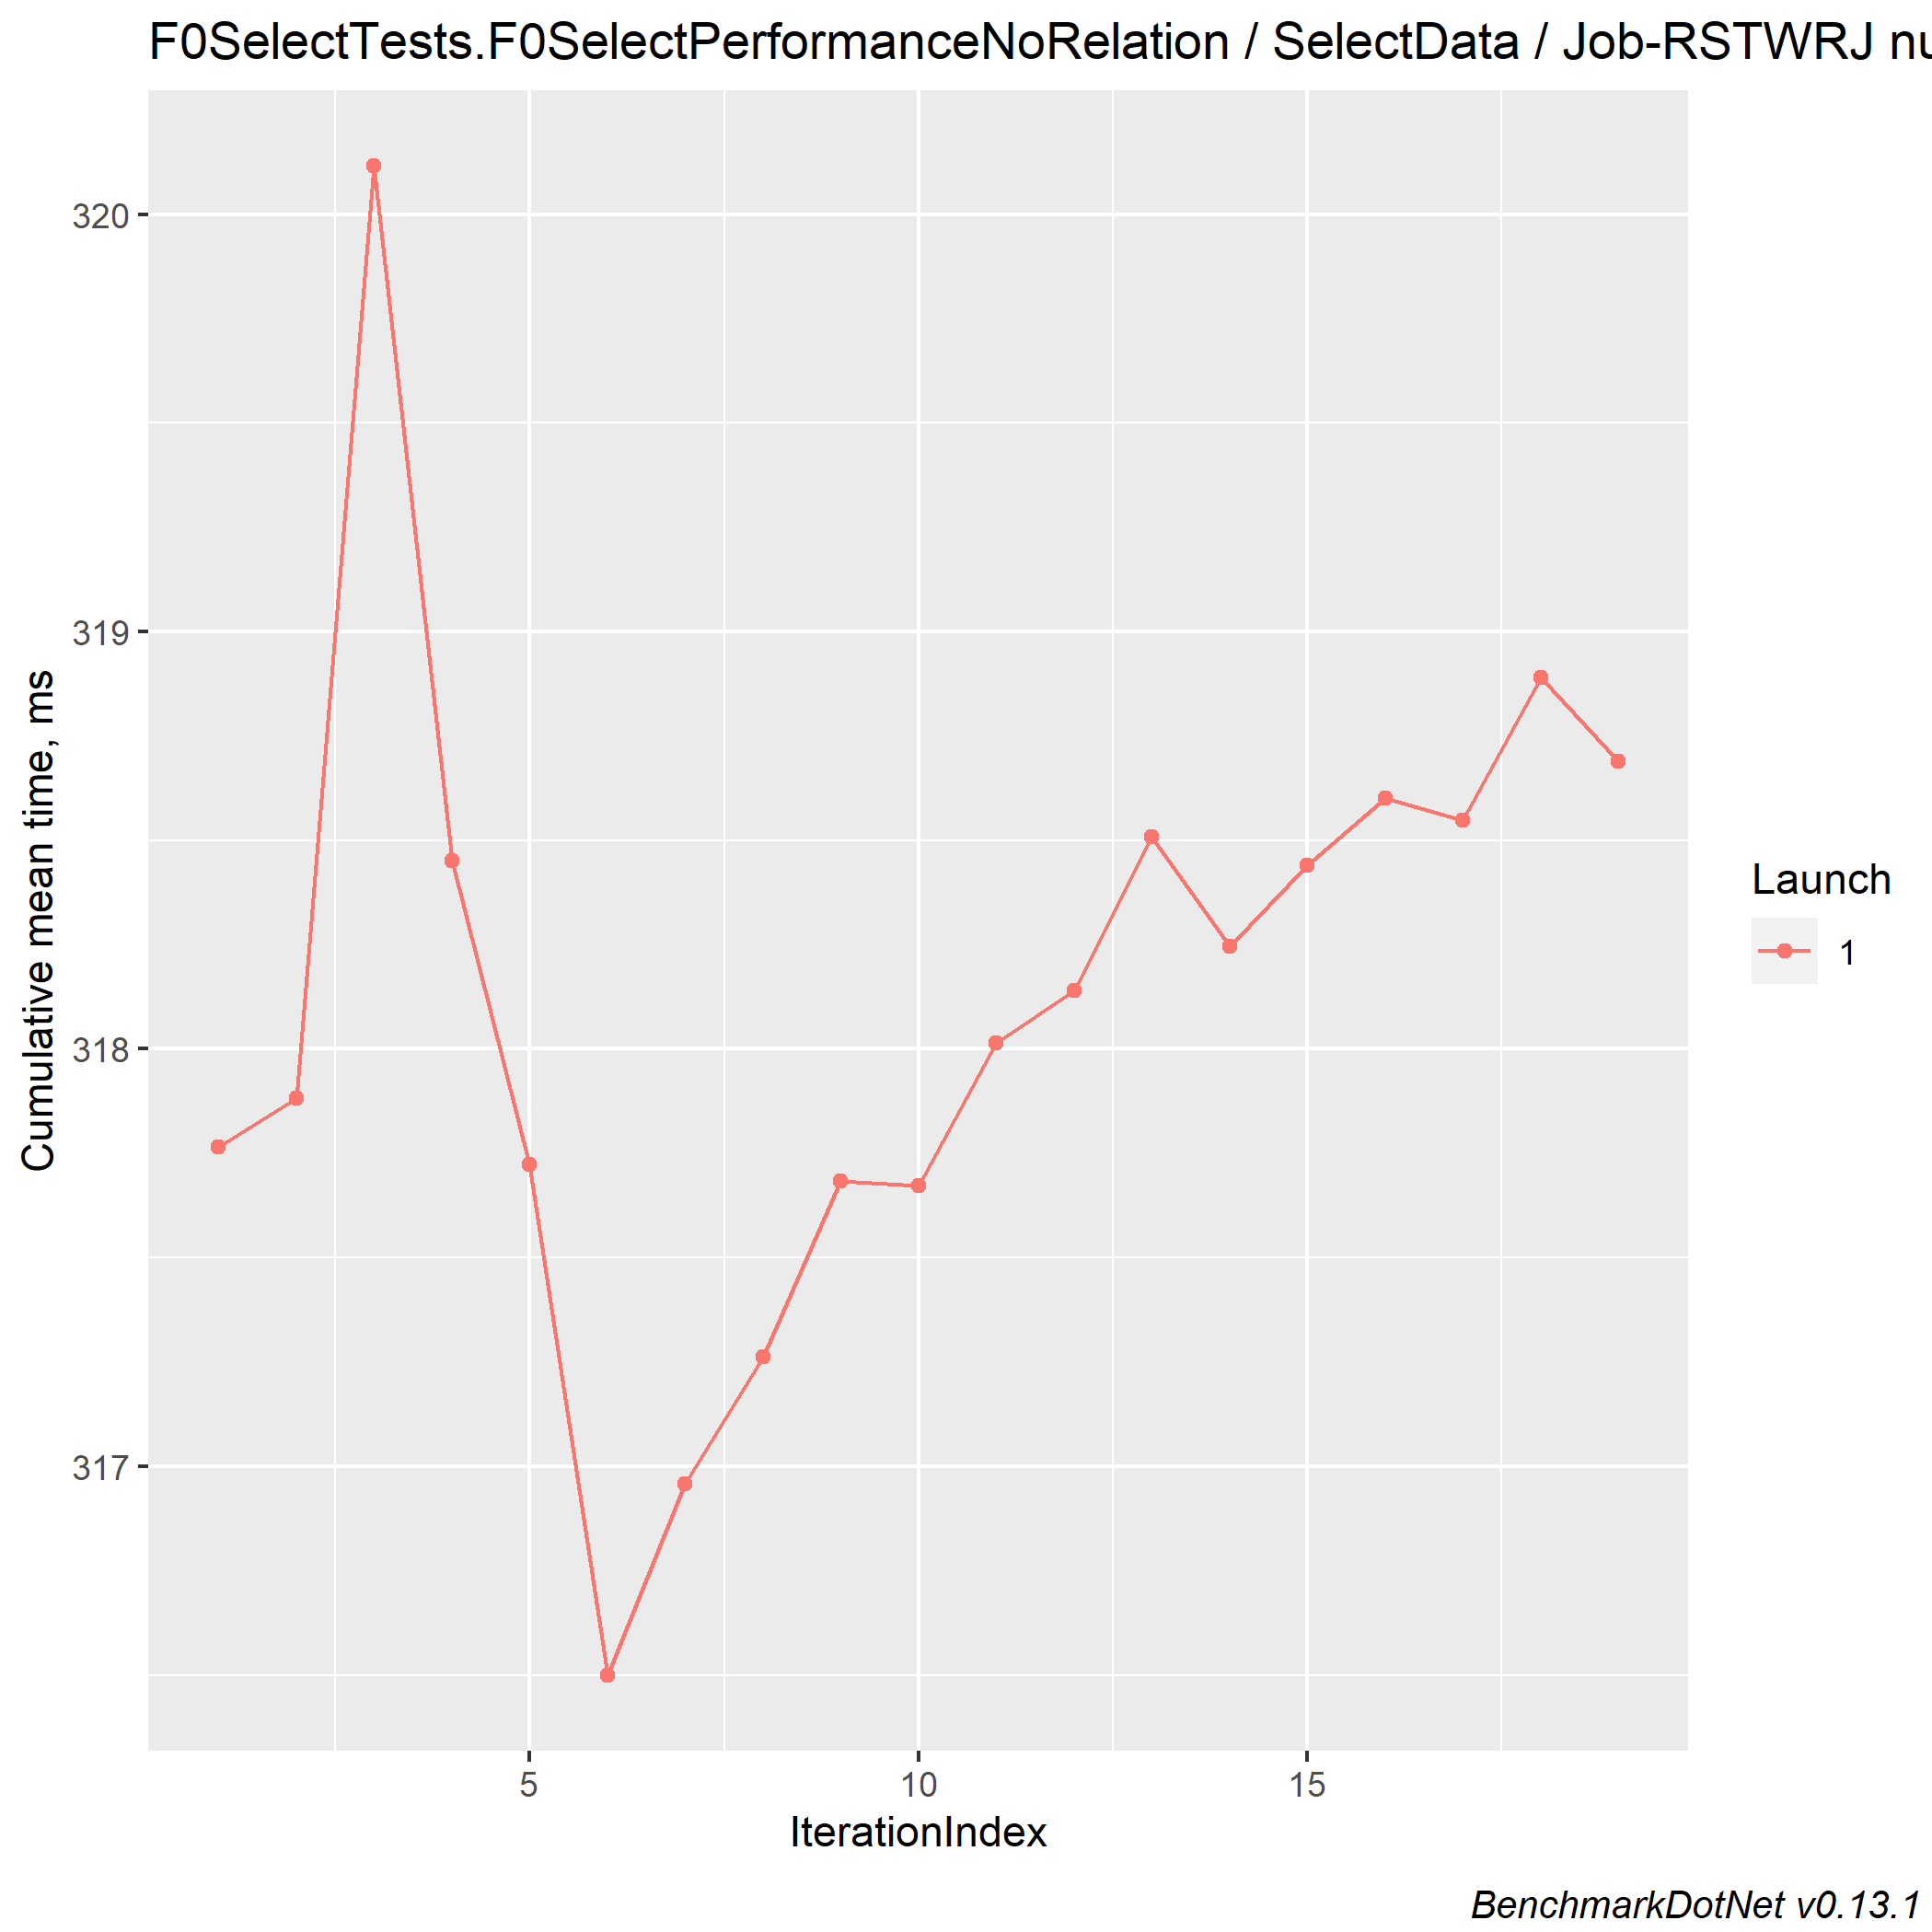 F0SelectTests.F0SelectPerformanceNoRelation / SelectData / Job-RSTWRJ nu
320
319
318
317
Cumulative mean time, ms
5 10 15
IterationIndex
Launch
1
BenchmarkDotNet v0.13.1